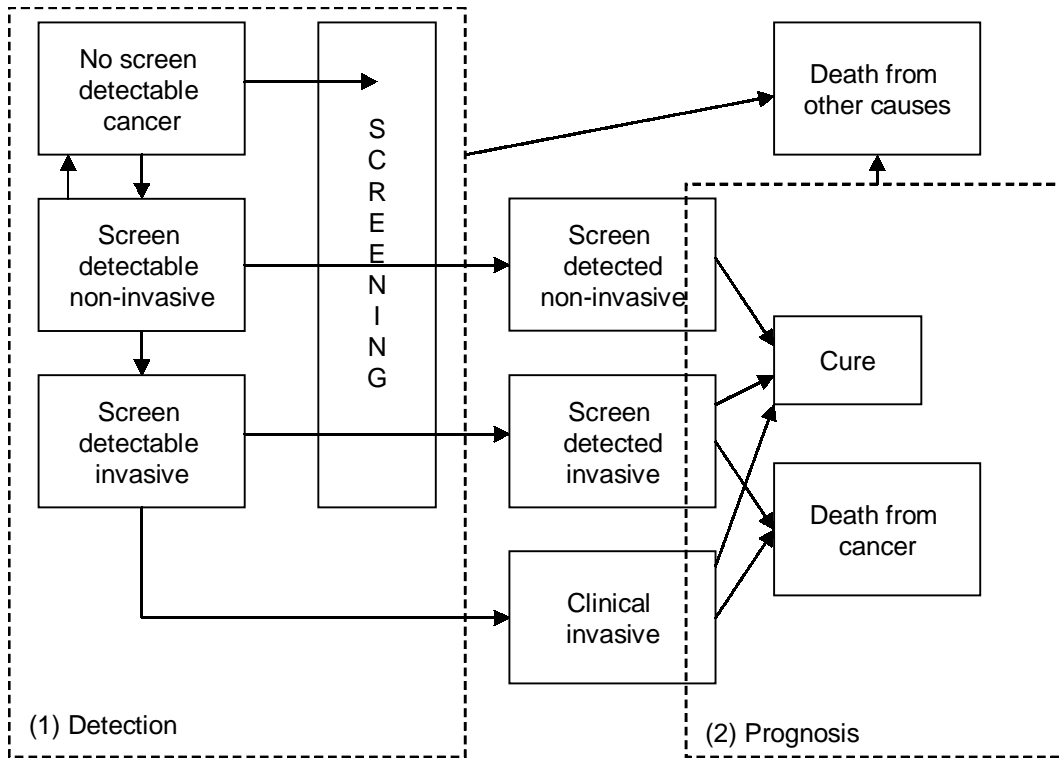 No screen
detectable
cancer
S
C
R
E
E
N
I
N
G
Death from
other causes
Screen
detectable
non-invasive
Screen
detected
non-invasive
Cure
Screen
detectable
invasive
Screen
detected
invasive
Death from
cancer
Clinical
invasive
(1) Detection
(2) Prognosis